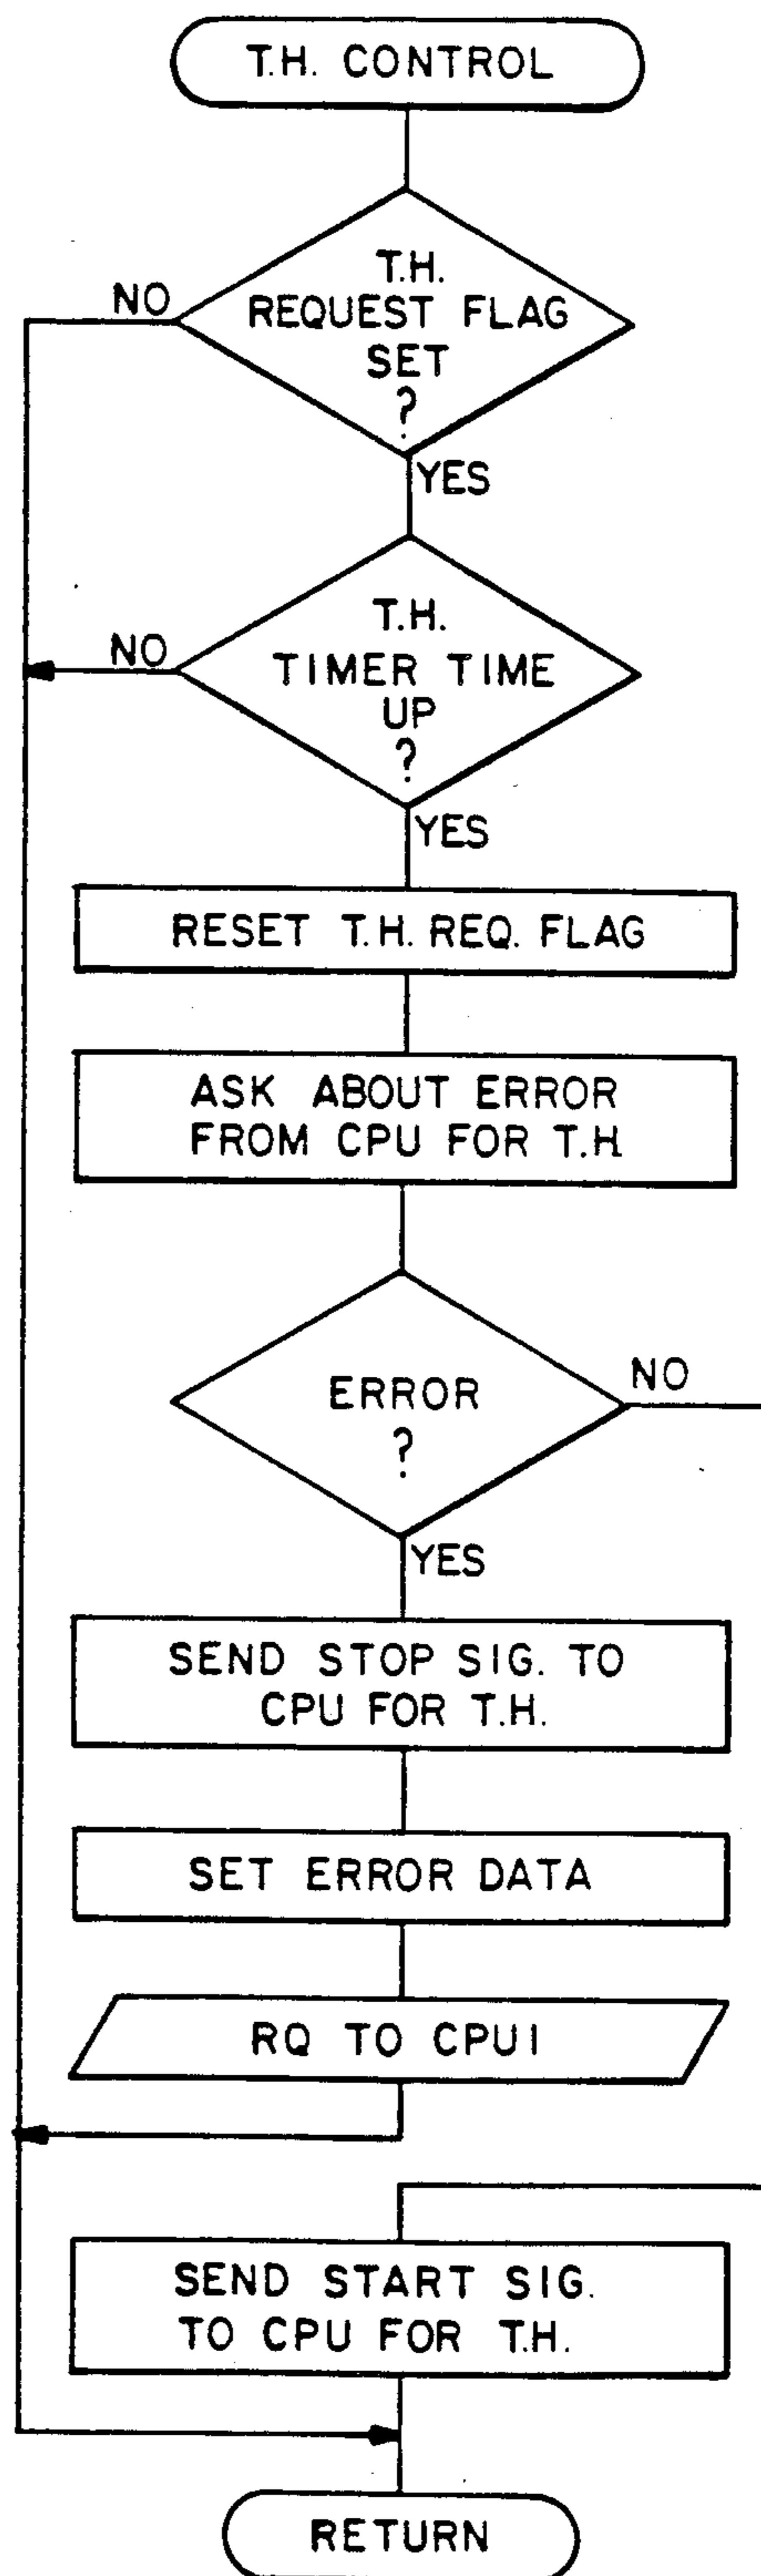 T.H. CONTROL
T.H.
REQUEST FLAG
SET
?
NO
YES
T.H.
TIMER TIME
UP
?
NO
YES
RESET T.H. REQ. FLAG
ASK ABOUT ERROR
FROM CPU FOR T.H.
ERROR
?
NO
YES
SEND STOP SIG. TO
CPU FOR T.H.
SET ERROR DATA
RQ TO CPU1
SEND START SIG.
TO CPU FOR T.H.
RETURN